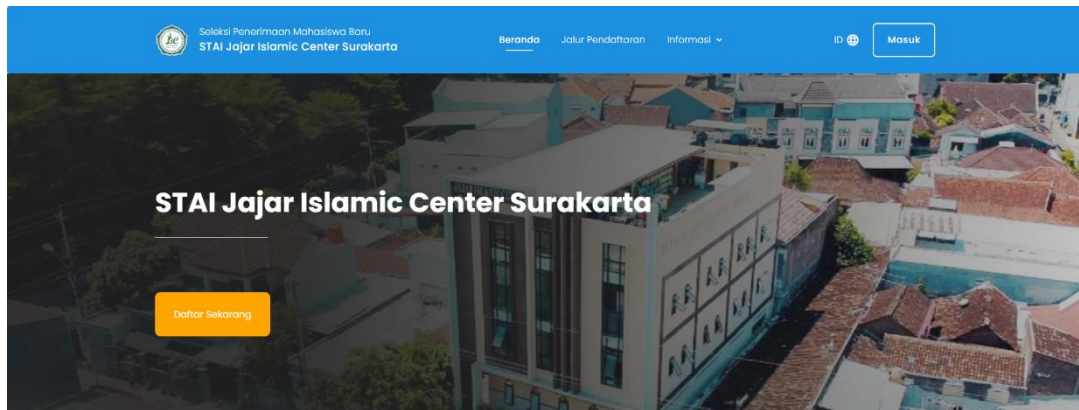 Seleksi Penerimaan Mahasiswa Baru
STAI Jajar Islamic Center Surakarta
Beranda
Jalur Pendaftaran
Informasi
ID
Masuk
STAI Jajar Islamic Center Surakarta
Daftar Sekarang